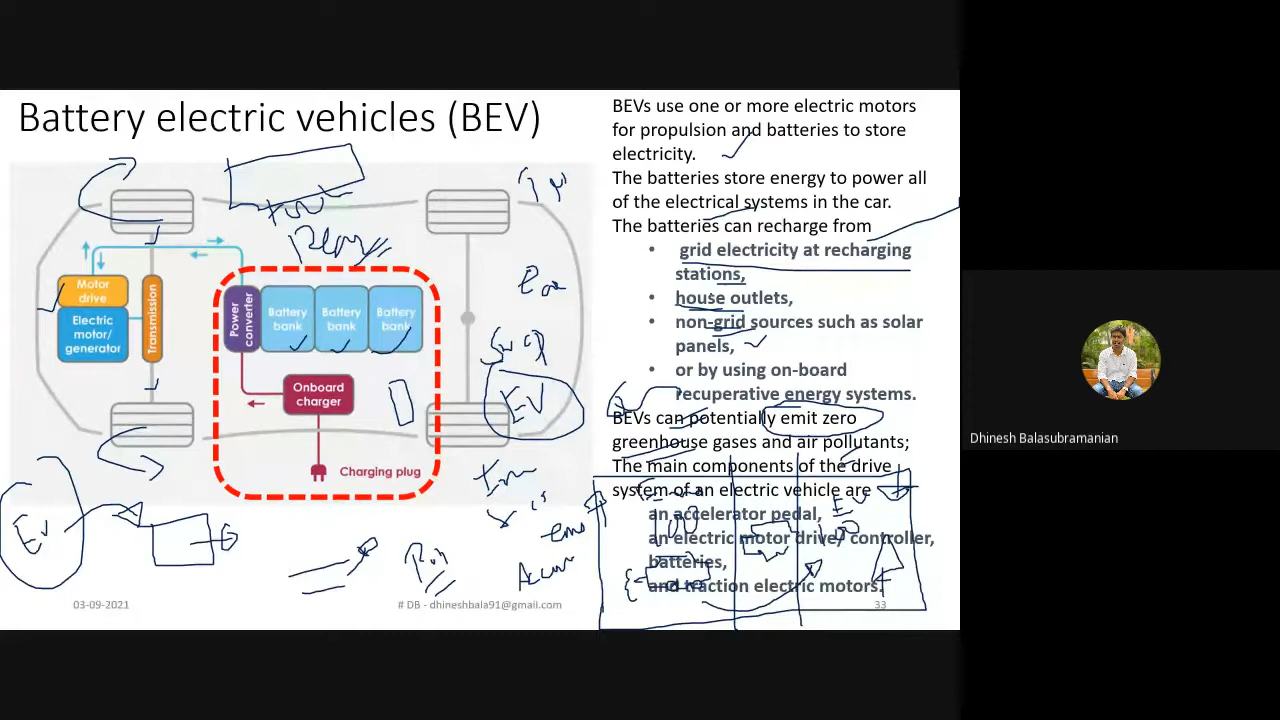 Battery electric vehicles (BEV)
Motor
drive
Electric
motor/
generator
Transmission
Power
converter
Battery
bank
Battery
bank
Battery
bank
Onboard
charger
Charging plug
Swap
EV
EV
EV
100
BEVs use one or more electric motors
for propulsion and batteries to store
electricity.
The batteries store energy to power all
of the electrical systems in the car.
The batteries can recharge from
• grid electricity at recharging
stations,
• house outlets,
• non-grid sources such as solar
panels,
• or by using on-board
recuperative energy systems.
BEVs can potentially emit zero
greenhouse gases and air pollutants;
The main components of the drive
system of an electric vehicle are
an accelerator pedal,
an electric motor drive/ controller,
batteries,
and traction electric motors.
03-09-2021
# DB - dhineshbala91@gmail.com
33
Dhinesh Balasubramanian